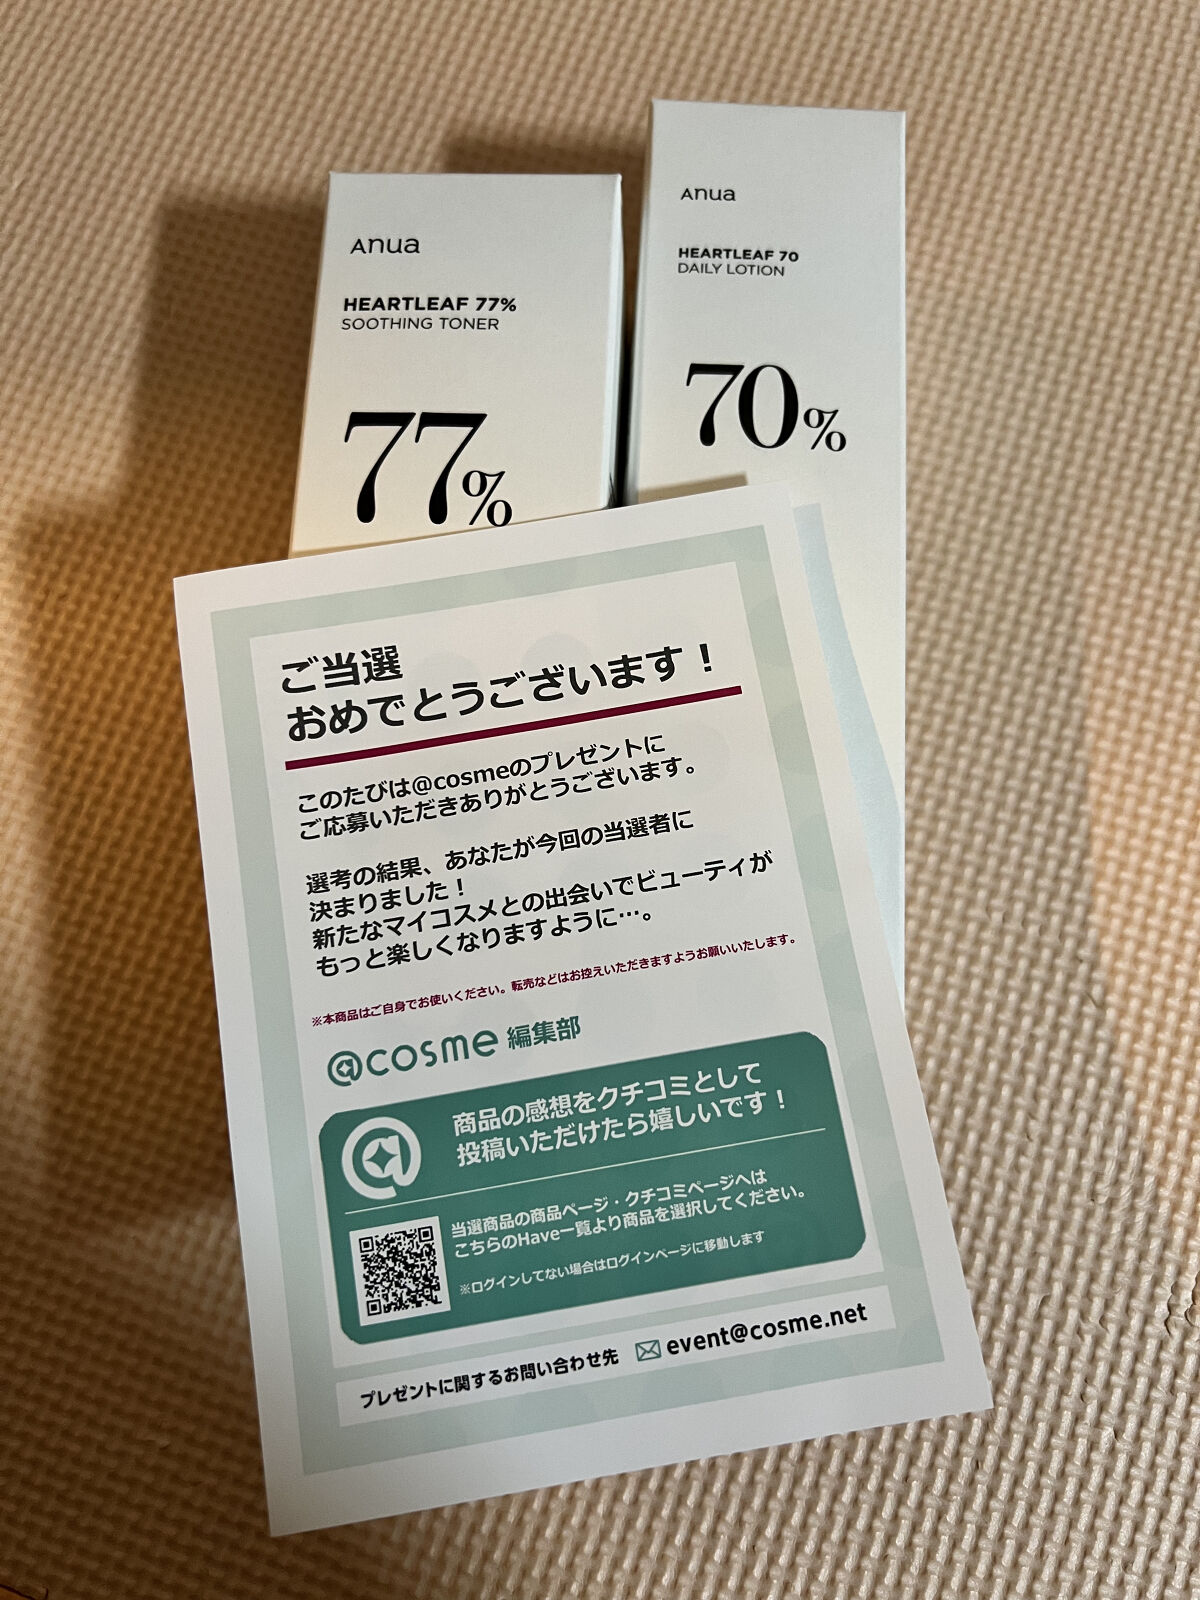 Anua
HEARTLEAF 77%
SOOTHING TONER
77%
Anua
HEARTLEAF 70
DAILY LOTION
70%
ご当選
おめでとうございます！
このたびは@cosmeのプレゼントに
ご応募いただきありがとうございます。
選考の結果、あなたが今回の当選者に
決まりました！
新たなマイコスメとの出会いでビューティが
もっと楽しくなりますように…。
※本商品はご自身でお使いください。転売などはお控えいただきますようお願いいたします。
@cosme 編集部
商品の感想をクチコミとして
投稿いただけたら嬉しいです！
当選商品の商品ページ・クチコミページへは
こちらのHave一覧より商品を選択してください。
※ログインしてない場合はログインページに移動します
プレゼントに関するお問い合わせ先 event@cosme.net